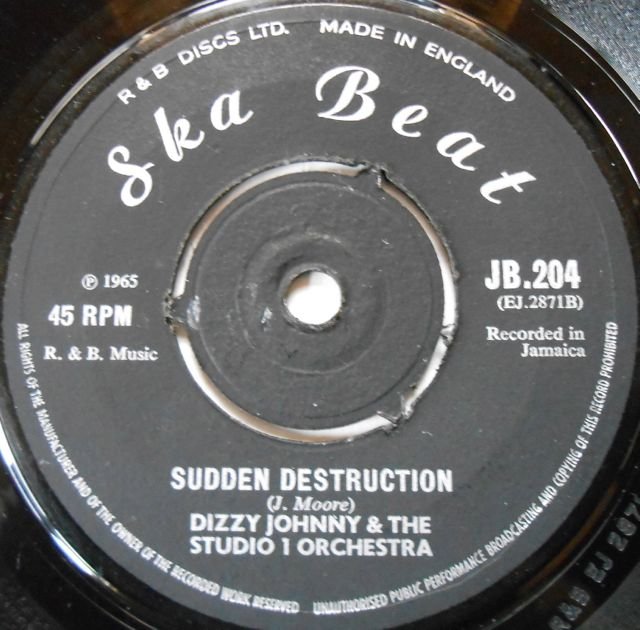 R & B DISCS LTD. MADE IN ENGLAND
Ska Beat
℗ 1965
45 RPM
R. & B. Music
JB.204
(EJ.2871B)
Recorded in
Jamaica
SUDDEN DESTRUCTION
(J. Moore)
DIZZY JOHNNY & THE
STUDIO 1 ORCHESTRA
ALL RIGHTS OF THE MANUFACTURER AND OF THE OWNER OF THE RECORDED WORK RESERVED UNAUTHORISED PUBLIC PERFORMANCE BROADCASTING AND COPYING OF THIS RECORD PROHIBITED
R&B EJ